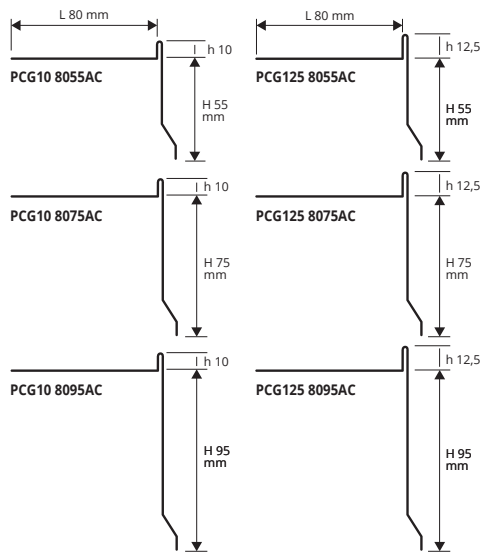 L 80 mm
h 10
PCG10 8055AC
H 55
mm
L 80 mm
h 12,5
PCG125 8055AC
H 55
mm
h 10
PCG10 8075AC
H 75
mm
h 12,5
PCG125 8075AC
H 75
mm
h 10
PCG10 8095AC
H 95
mm
h 12,5
PCG125 8095AC
H 95
mm